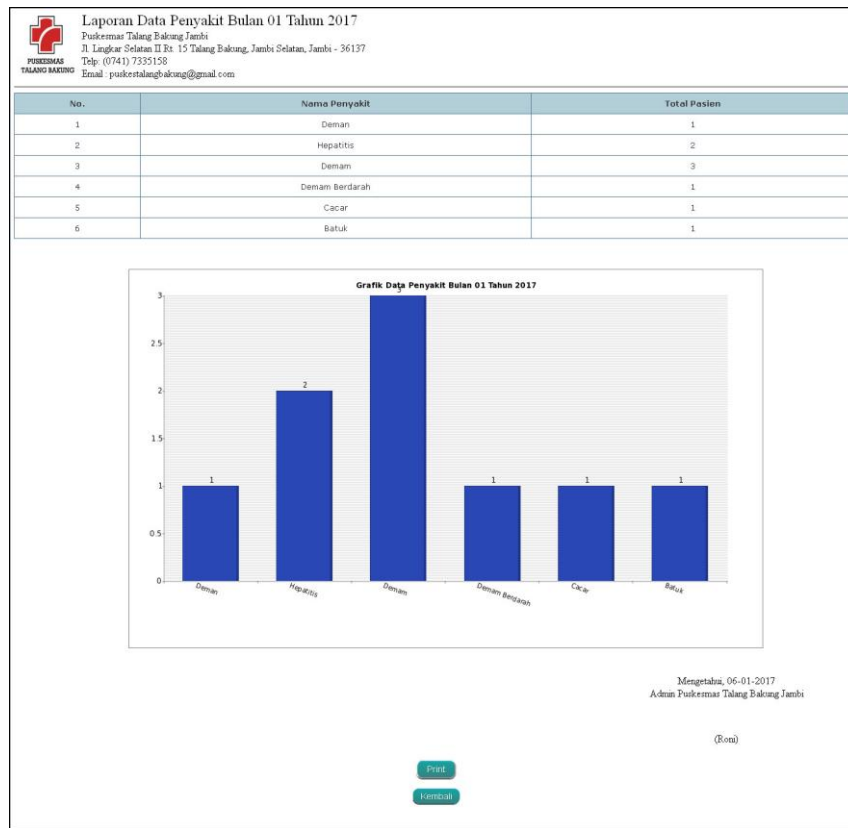 Laporan Data Penyakit Bulan 01 Tahun 2017
Puskesmas Talang Bakung Jambi
Jl. Lingkar Selatan II Rt. 15 Talang Bakung, Jambi Selatan, Jambi - 36137
Telp: (0741) 7335158
Email : puskestalangbakung@gmail.com
PUSKESMAS
TALANG BAKUNG
No. Nama Penyakit Total Pasien
1 Deman 1
2 Hepatitis 2
3 Demam 3
4 Demam Berdarah 1
5 Cacar 1
6 Batuk 1
Grafik Data Penyakit Bulan 01 Tahun 2017
3
3
2.5
2
2
1.5
1
1 1 1 1
0.5
0
Deman Hepatitis Demam Demam Berdarah Cacar Batuk
Mengetahui, 06-01-2017
Admin Puskesmas Talang Bakung Jambi
(Roni)
Print
Kembali